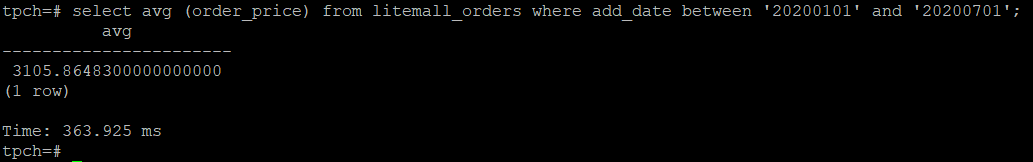 tpch=# select avg (order_price) from litemall_orders where add_date between '20200101' and '20200701';
avg
-----------------------
3105.8648300000000000
(1 row)
Time: 363.925 ms
tpch=# _